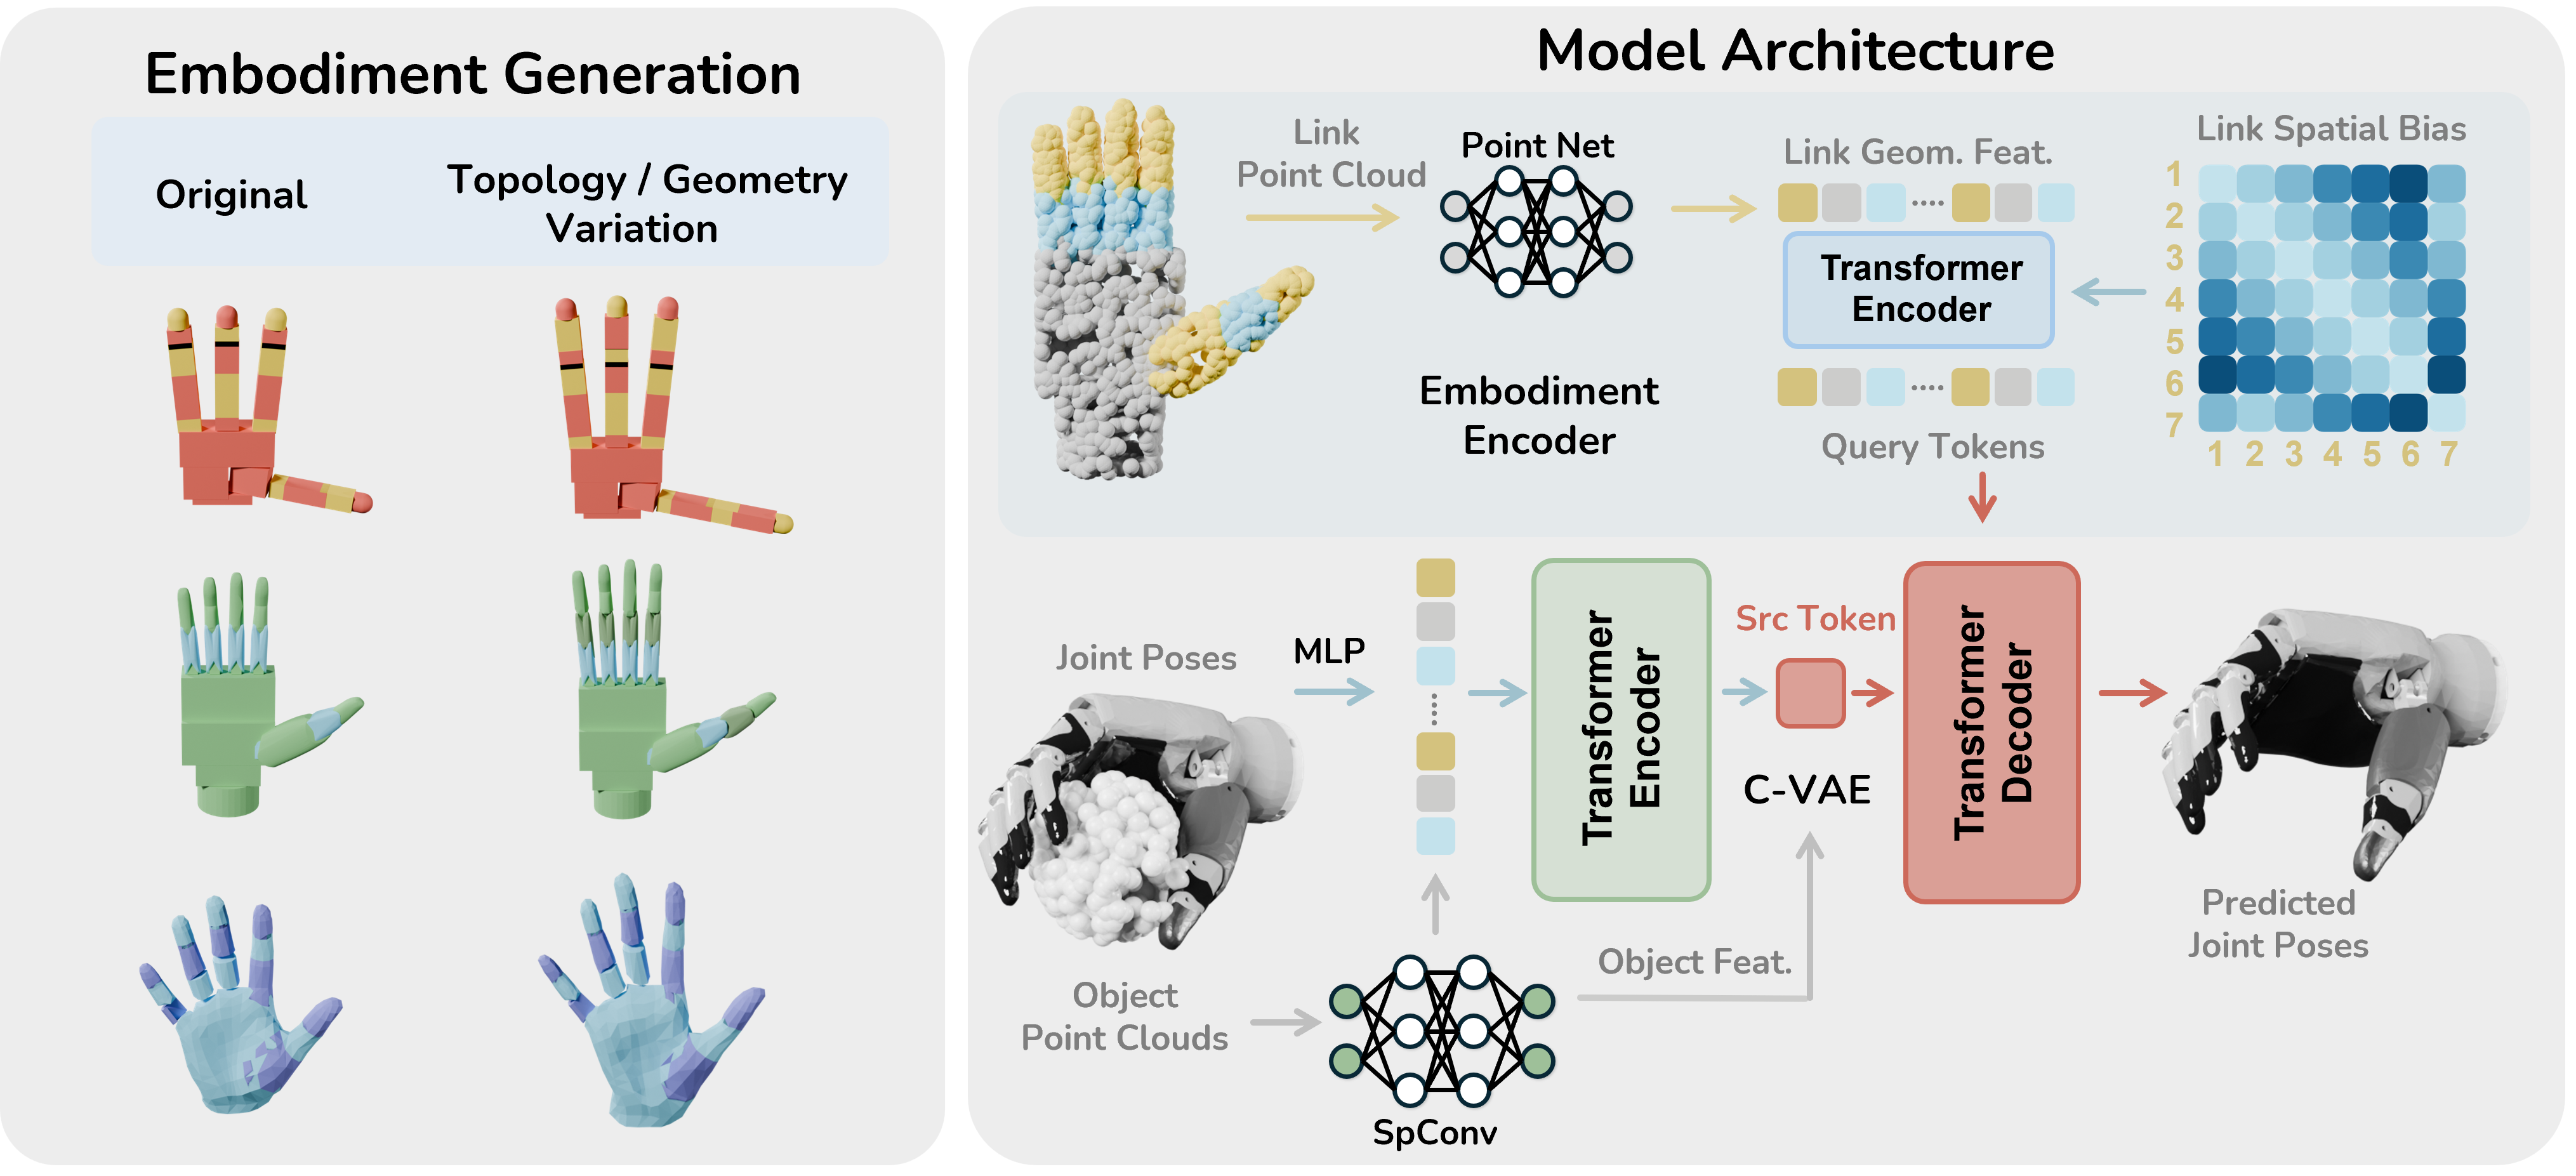 Embodiment Generation
Original
Topology / Geometry
Variation
Model Architecture
Link
Point Cloud
Point Net
Link Geom. Feat.
Link Spatial Bias
Transformer
Encoder
1
2
3
4
5
6
7
1 2 3 4 5 6 7
Embodiment
Encoder
Query Tokens
Joint Poses
MLP
Transformer
Encoder
Src Token
C-VAE
Transformer
Decoder
Predicted
Joint Poses
Object
Point Clouds
Object Feat.
SpConv